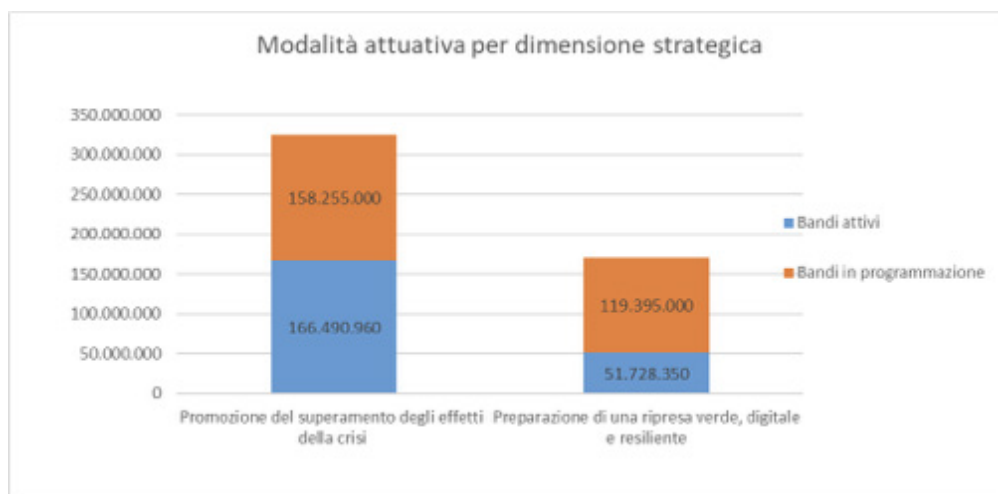 Modalità attuativa per dimensione strategica
350.000.000
300.000.000
250.000.000
200.000.000
150.000.000
100.000.000
50.000.000
0
158.255.000
166.490.960
119.395.000
51.728.350
Bandi attivi
Bandi in programmazione
Promozione del superamento degli effetti
della crisi
Preparazione di una ripresa verde, digitale
e resiliente